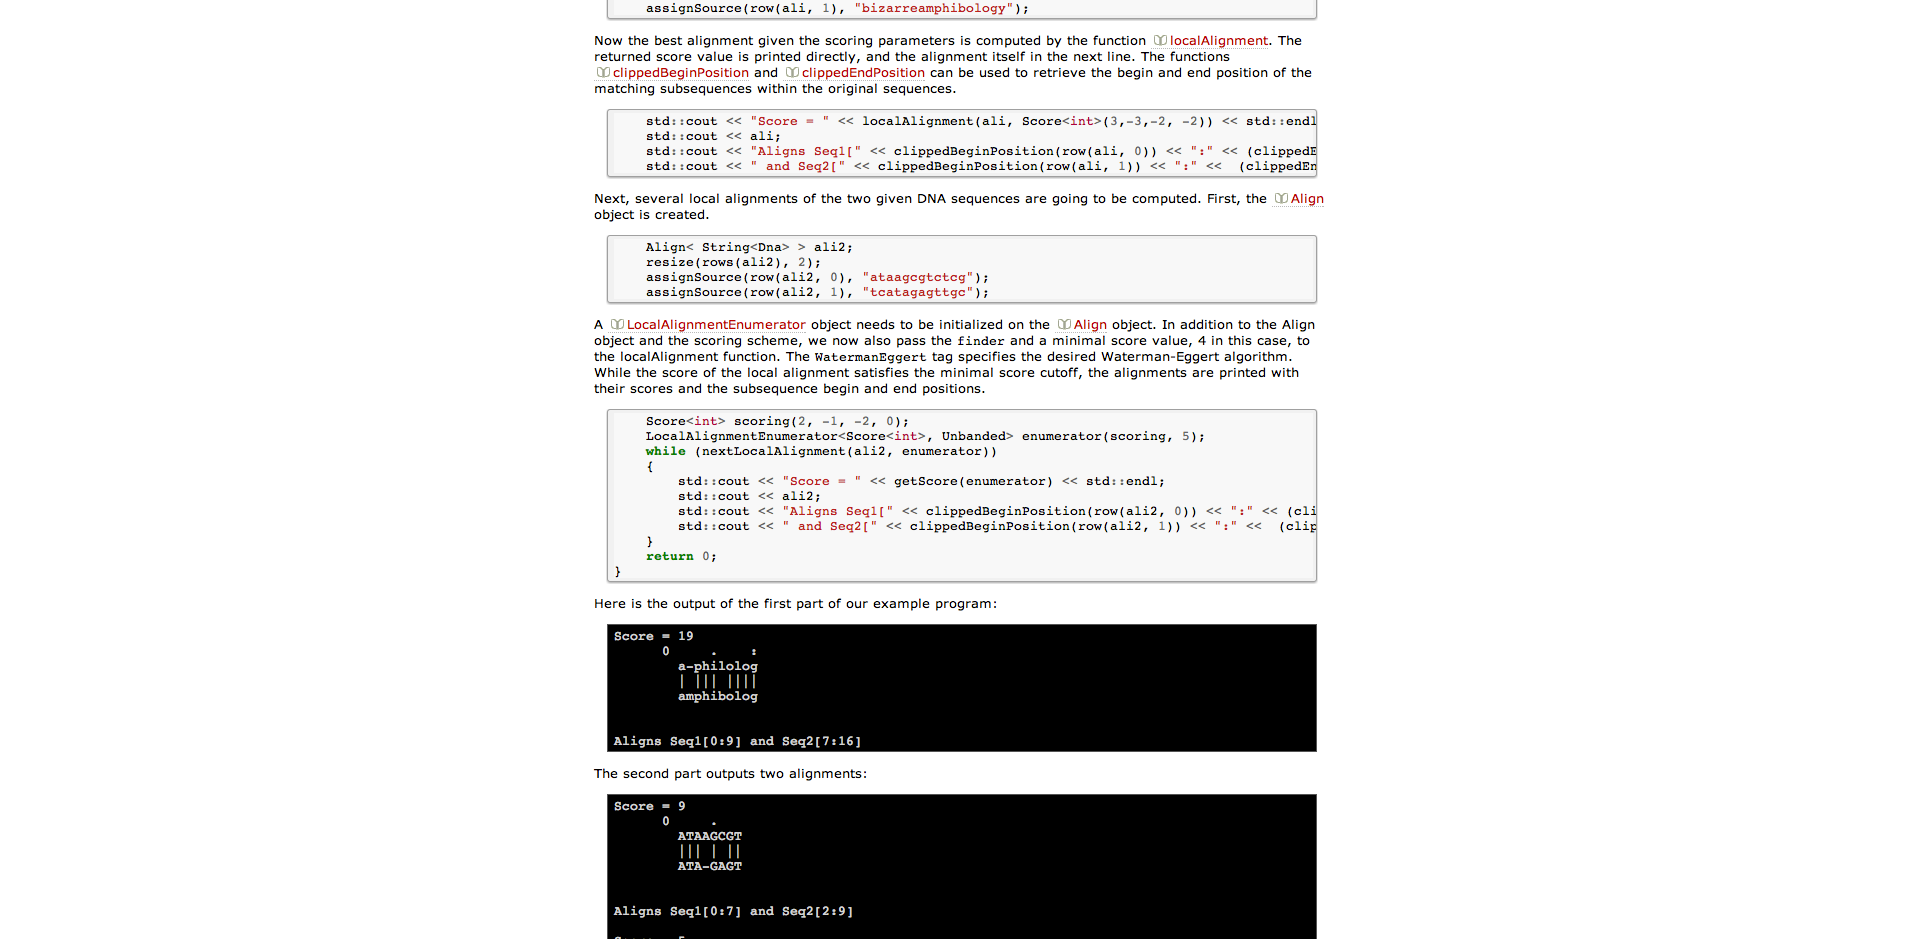 assignSource(row(ali, 1), "bizarreamphibology");
Now the best alignment given the scoring parameters is computed by the function localAlignment. The
returned score value is printed directly, and the alignment itself in the next line. The functions
clippedBeginPosition and clippedEndPosition can be used to retrieve the begin and end position of the
matching subsequences within the original sequences.
    std::cout << "Score = " << localAlignment(ali, Score<int>(3,-3,-2, -2)) << std::endl
    std::cout << ali;
    std::cout << "Aligns Seq1[" << clippedBeginPosition(row(ali, 0)) << ":" << (clippedE
    std::cout << " and Seq2[" << clippedBeginPosition(row(ali, 1)) << ":" <<  (clippedEn
Next, several local alignments of the two given DNA sequences are going to be computed. First, the Align
object is created.
    Align< String<Dna> > ali2;
    resize(rows(ali2), 2);
    assignSource(row(ali2, 0), "ataagcgtctcg");
    assignSource(row(ali2, 1), "tcatagagttgc");
A LocalAlignmentEnumerator object needs to be initialized on the Align object. In addition to the Align
object and the scoring scheme, we now also pass the finder and a minimal score value, 4 in this case, to
the localAlignment function. The WatermanEggert tag specifies the desired Waterman-Eggert algorithm.
While the score of the local alignment satisfies the minimal score cutoff, the alignments are printed with
their scores and the subsequence begin and end positions.
    Score<int> scoring(2, -1, -2, 0);
    LocalAlignmentEnumerator<Score<int>, Unbanded> enumerator(scoring, 5);
    while (nextLocalAlignment(ali2, enumerator))
    {
        std::cout << "Score = " << getScore(enumerator) << std::endl;
        std::cout << ali2;
        std::cout << "Aligns Seq1[" << clippedBeginPosition(row(ali2, 0)) << ":" << (cli
        std::cout << " and Seq2[" << clippedBeginPosition(row(ali2, 1)) << ":" <<  (clip
    }
    return 0;
}
Here is the output of the first part of our example program:
Score = 19
      0     .    :
        a-philolog
        | ||| ||||
        amphibolog
Aligns Seq1[0:9] and Seq2[7:16]
The second part outputs two alignments:
Score = 9
      0     .
        ATAAGCGT
        ||| | ||
        ATA-GAGT
Aligns Seq1[0:7] and Seq2[2:9]